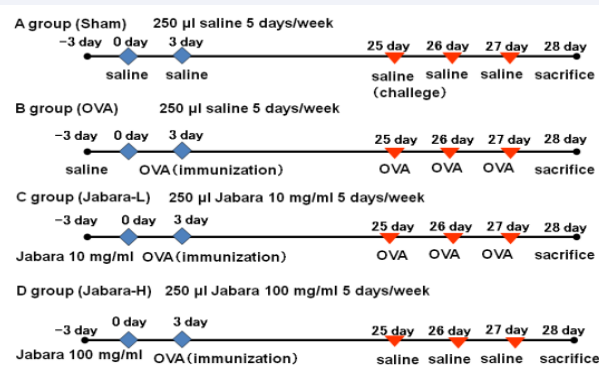 A group (Sham) 250 µl saline 5 days/week
−3 day 0 day 3 day 25 day 26 day 27 day 28 day
saline saline saline saline saline sacrifice
(challege)
B group (OVA) 250 µl saline 5 days/week
−3 day 0 day 3 day 25 day 26 day 27 day 28 day
saline OVA(immunization) OVA OVA OVA sacrifice
C group (Jabara-L) 250 µl Jabara 10 mg/ml 5 days/week
−3 day 0 day 3 day 25 day 26 day 27 day 28 day
Jabara 10 mg/ml OVA(immunization) OVA OVA OVA sacrifice
D group (Jabara-H) 250 µl Jabara 100 mg/ml 5 days/week
−3 day 0 day 3 day 25 day 26 day 27 day 28 day
Jabara 100 mg/ml OVA(immunization) saline saline saline sacrifice